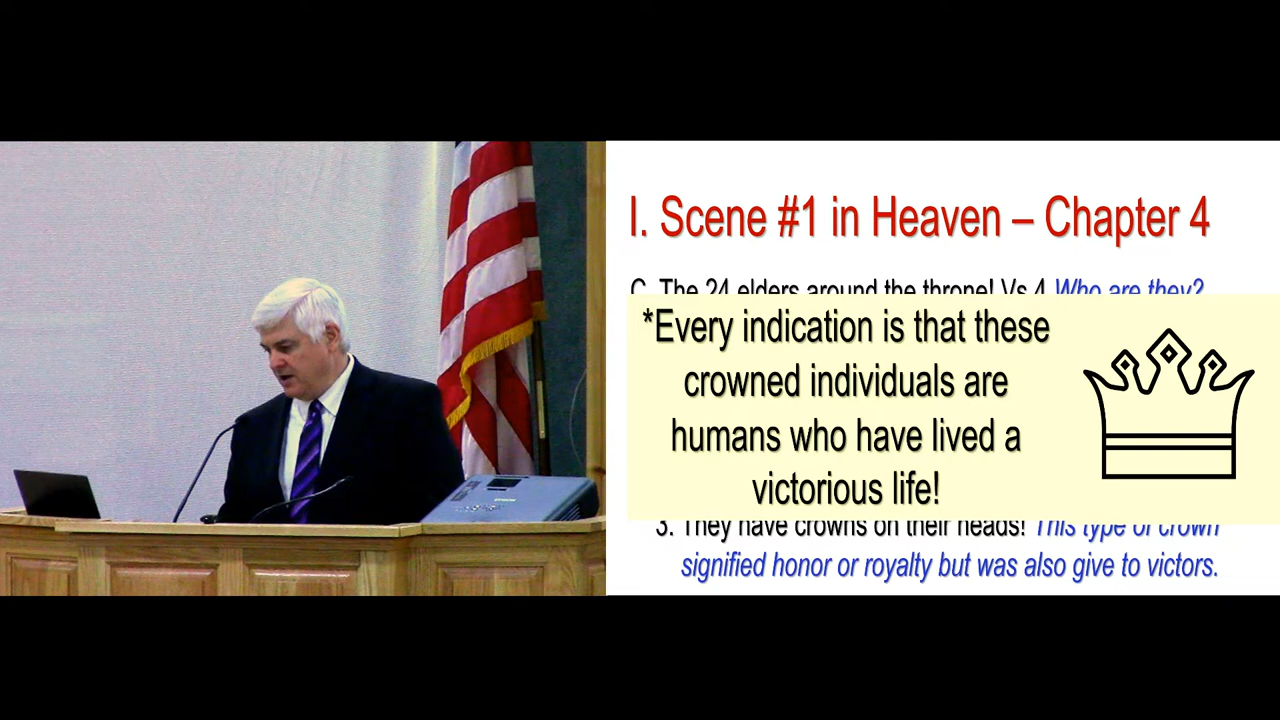 I. Scene #1 in Heaven – Chapter 4
C. The 24 elders around the throne! Vs 4 Who are they?
*Every indication is that these
crowned individuals are
humans who have lived a
victorious life!
3. They have crowns on their heads! This type of crown
signified honor or royalty but was also give to victors.